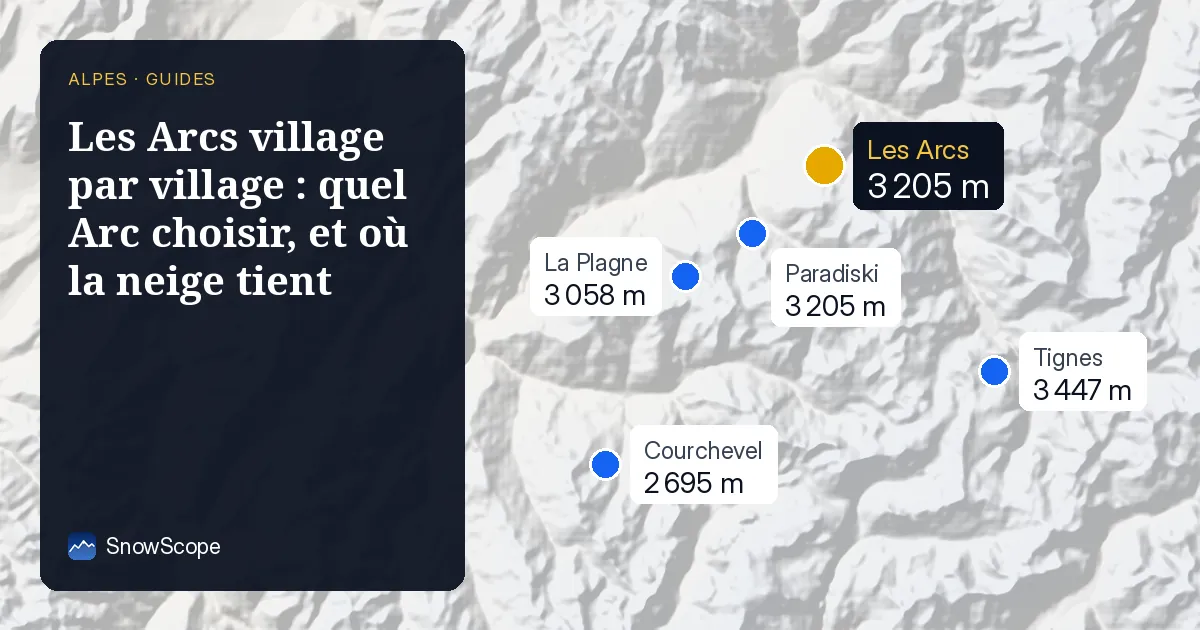 ALPES · GUIDES
Les Arcs village
par village : quel
Arc choisir, et où
la neige tient
SnowScope
Les Arcs
3 205 m
La Plagne
3 058 m
Paradiski
3 205 m
Tignes
3 447 m
Courchevel
2 695 m